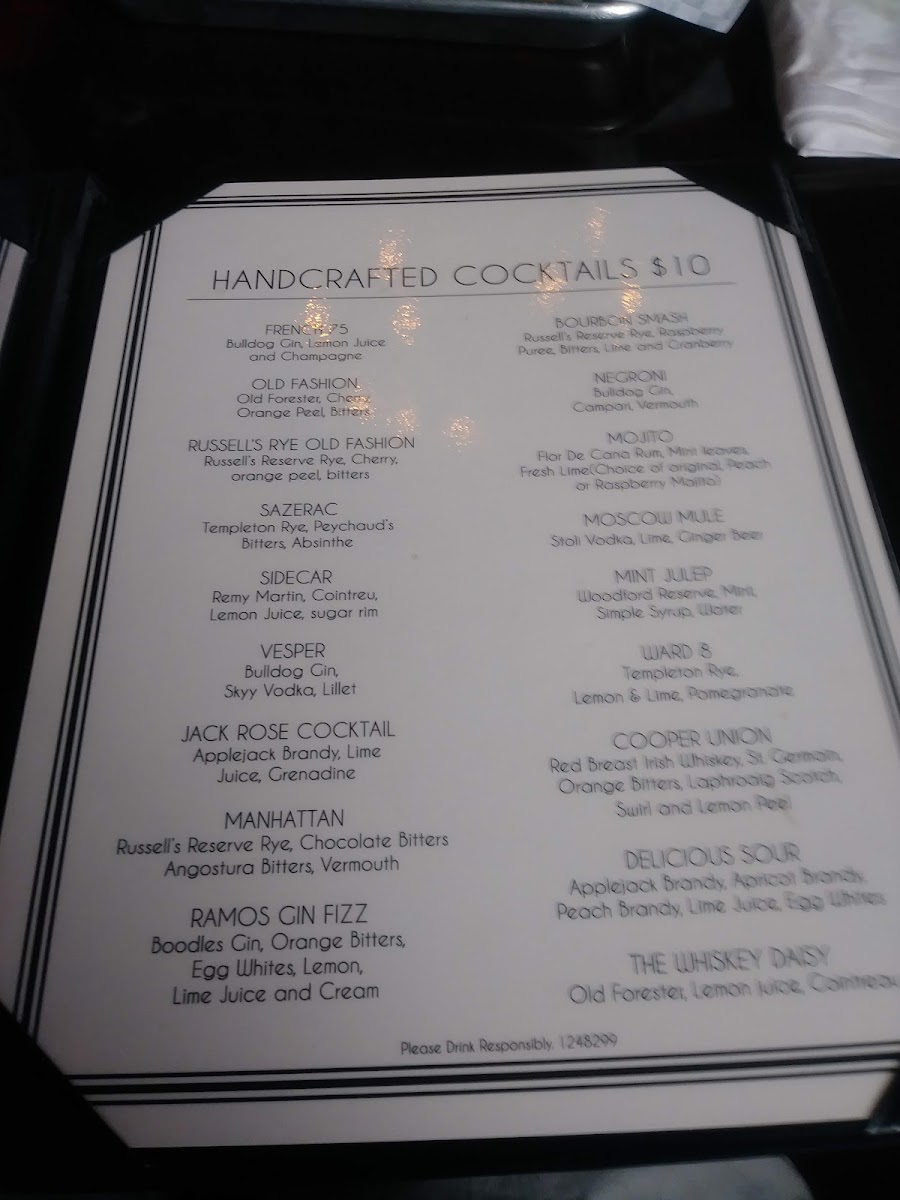 HANDCRAFTED COCKTAILS $10
FRENCH 75
Bulldog Gin, Lemon Juice
and Champagne
OLD FASHION
Old Forester, Cherry,
Orange Peel, Bitters
RUSSELL'S RYE OLD FASHION
Russell's Reserve Rye, Cherry,
orange peel, bitters
SAZERAC
Templeton Rye, Peychaud's
Bitters, Absinthe
SIDECAR
Remy Martin, Cointreu,
Lemon Juice, sugar rim
VESPER
Bulldog Gin,
Skyy Vodka, Lillet
JACK ROSE COCKTAIL
Applejack Brandy, Lime
Juice, Grenadine
MANHATTAN
Russell's Reserve Rye, Chocolate Bitters
Angostura Bitters, Vermouth
RAMOS GIN FIZZ
Boodles Gin, Orange Bitters,
Egg Whites, Lemon,
Lime Juice and Cream
BOURBON SMASH
Russell's Reserve Rye, Raspberry
Puree, Bitters, Lime and Cranberry
NEGRONI
Bulldog Gin,
Campari, Vermouth
MOJITO
Flor De Cana Rum, Mint leaves,
Fresh Lime(Choice of original, Peach
or Raspberry Mojito)
MOSCOW MULE
Stoli Vodka, Lime, Ginger Beer
MINT JULEP
Woodford Reserve, Mint,
Simple Syrup, Water
WARD 8
Templeton Rye,
Lemon & Lime, Pomegranate
COOPER UNION
Red Breast Irish Whiskey, St. Germain,
Orange Bitters, Laphroaig Scotch,
Swirl and Lemon Peel
DELICIOUS SOUR
Applejack Brandy, Apricot Brandy,
Peach Brandy, Lime Juice, Egg Whites
THE WHISKEY DAISY
Old Forester, Lemon Juice, Cointreau
Please Drink Responsibly. 1248299